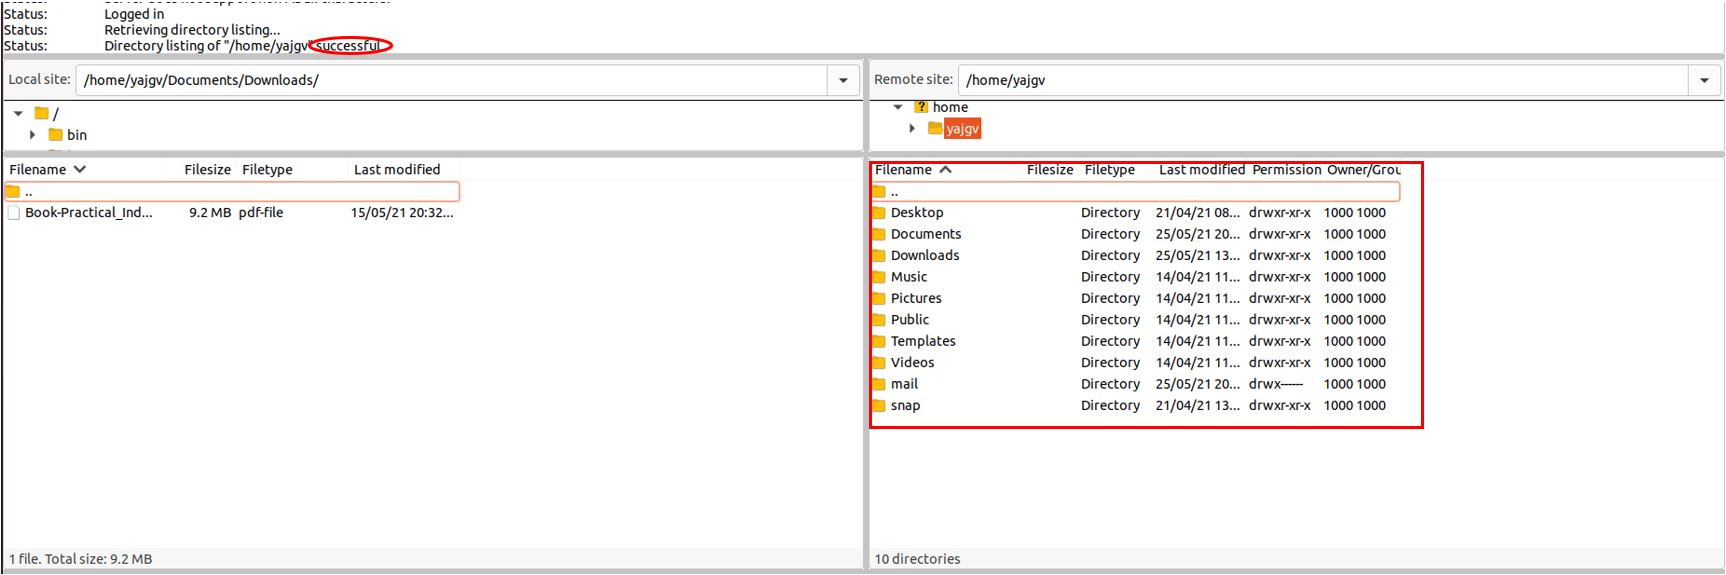 Status: Server does not support non-ASCII characters.
Status: Logged in
Status: Retrieving directory listing...
Status: Directory listing of "/home/yajgv" successful
Local site: /home/yajgv/Documents/Downloads/
/
bin
Filename Filesize Filetype Last modified
..
Book-Practical_Ind... 9.2 MB pdf-file 15/05/21 20:32...
1 file. Total size: 9.2 MB
Remote site: /home/yajgv
? home
yajgv
Filename Filesize Filetype Last modified Permission Owner/Grou
..
Desktop Directory 21/04/21 08... drwxr-xr-x 1000 1000
Documents Directory 25/05/21 20... drwxr-xr-x 1000 1000
Downloads Directory 25/05/21 13... drwxr-xr-x 1000 1000
Music Directory 14/04/21 11... drwxr-xr-x 1000 1000
Pictures Directory 14/04/21 11... drwxr-xr-x 1000 1000
Public Directory 14/04/21 11... drwxr-xr-x 1000 1000
Templates Directory 14/04/21 11... drwxr-xr-x 1000 1000
Videos Directory 14/04/21 11... drwxr-xr-x 1000 1000
mail Directory 25/05/21 20... drwx------ 1000 1000
snap Directory 21/04/21 13... drwxr-xr-x 1000 1000
10 directories